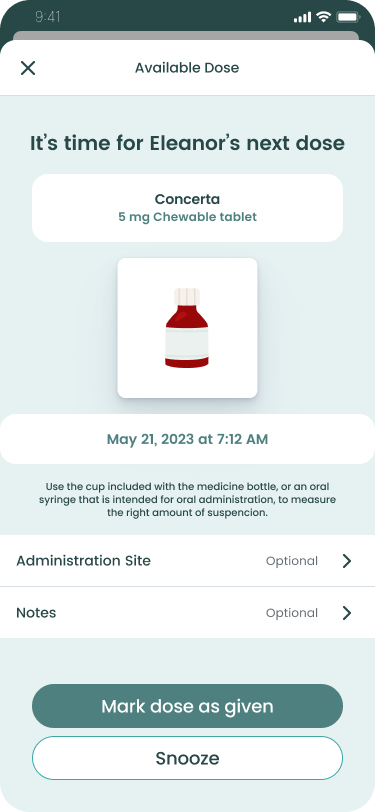 9:41
Available Dose
It’s time for Eleanor’s next dose
Concerta
5 mg Chewable tablet
May 21, 2023 at 7:12 AM
Use the cup included with the medicine bottle, or an oral
syringe that is intended for oral administration, to measure
the right amount of suspencion.
Administration Site Optional
Notes Optional
Mark dose as given
Snooze